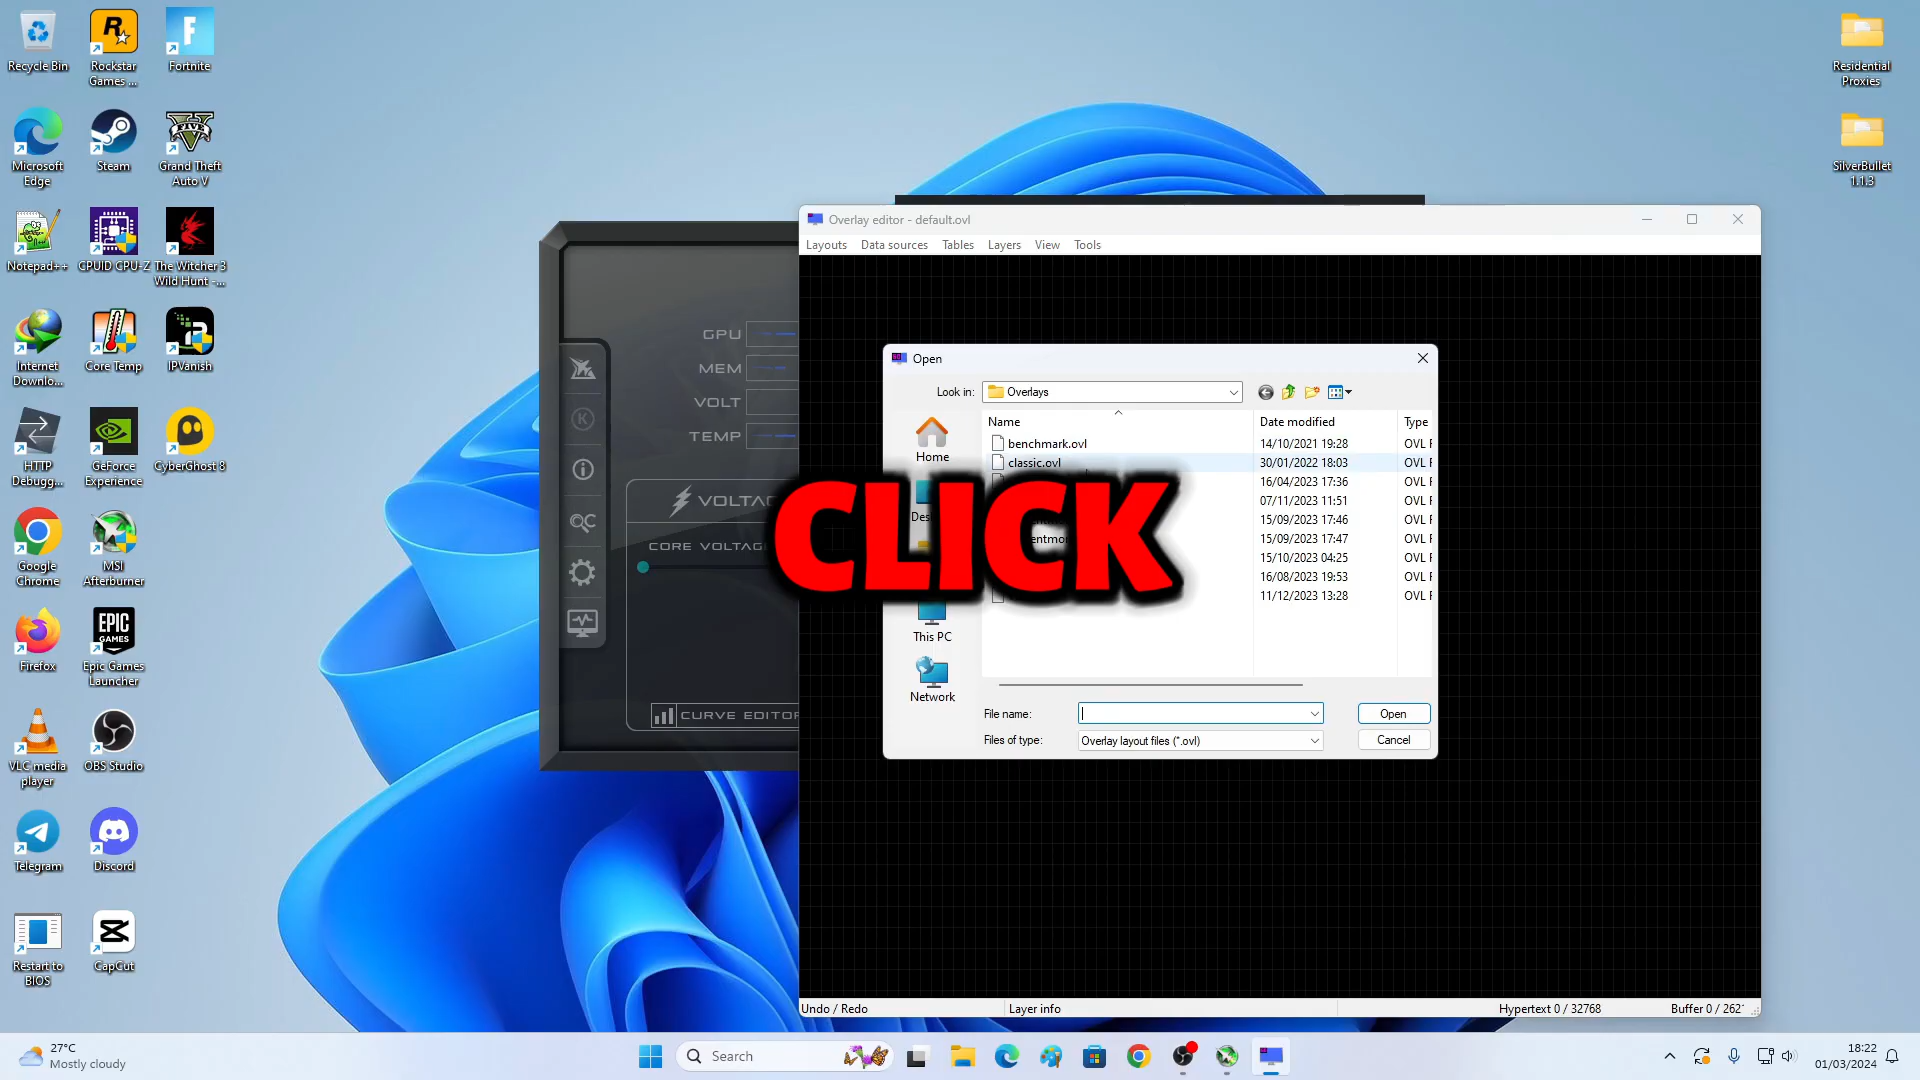 Recycle Bin
Rockstar
Games ...
Fortnite
Microsoft
Edge
Steam
Grand Theft
Auto V
Notepad++
CPUID CPU-Z
The Witcher 3
Wild Hunt -...
Internet
Downlo...
Core Temp
IPVanish
HTTP
Debugg...
GeForce
Experience
CyberGhost 8
Google
Chrome
MSI
Afterburner
Firefox
Epic Games
Launcher
VLC media
player
OBS Studio
Telegram
Discord
Restart to
BIOS
CapCut
Residential
Proxies
SilverBullet
1.1.3
GPU
MEM
VOLT
TEMP
CORE VOLTAGE
CURVE EDITOR
Overlay editor - default.ovl
Layouts Data sources Tables Layers View Tools
Open
Look in: Overlays
Name Date modified Type
benchmark.ovl 14/10/2021 19:28 OVL F
classic.ovl 30/01/2022 18:03 OVL F
16/04/2023 17:36 OVL F
07/11/2023 11:51 OVL F
15/09/2023 17:46 OVL F
15/09/2023 17:47 OVL F
15/10/2023 04:25 OVL F
16/08/2023 19:53 OVL F
11/12/2023 13:28 OVL F
Home
This PC
Network
CLICK
File name:
Open
Files of type: Overlay layout files (*.ovl)
Cancel
Undo / Redo Layer info Hypertext 0 / 32768 Buffer 0 / 262
27°C
Mostly cloudy
Search
18:22
01/03/2024